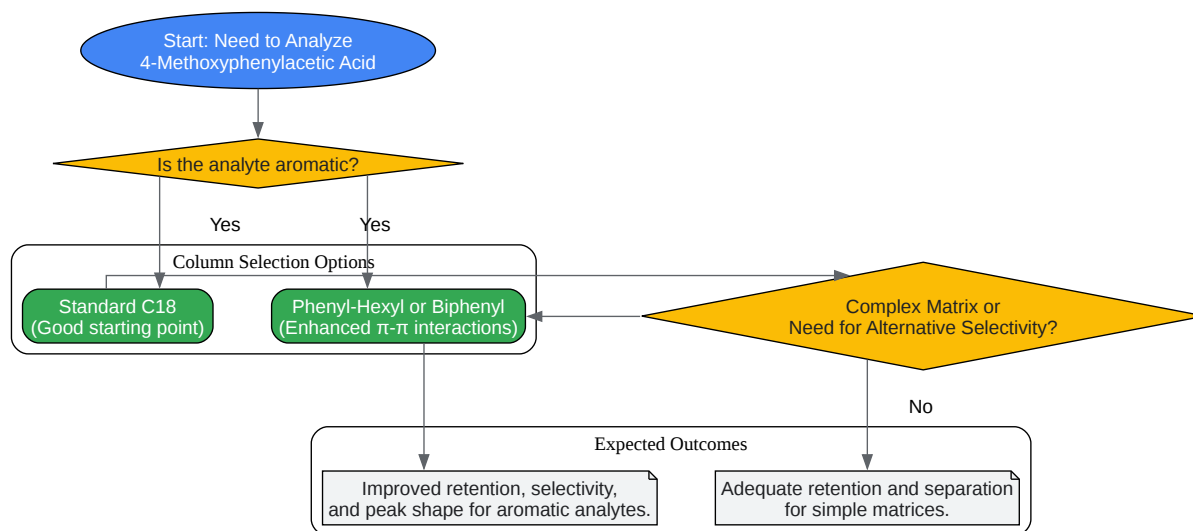 Start: Need to Analyze
4-Methoxyphenylacetic Acid
Is the analyte aromatic?
Yes
Yes
Column Selection Options
Standard C18
(Good starting point)
Phenyl-Hexyl or Biphenyl
(Enhanced π-π interactions)
Complex Matrix or
Need for Alternative Selectivity?
No
Expected Outcomes
Improved retention, selectivity,
and peak shape for aromatic analytes.
Adequate retention and separation
for simple matrices.